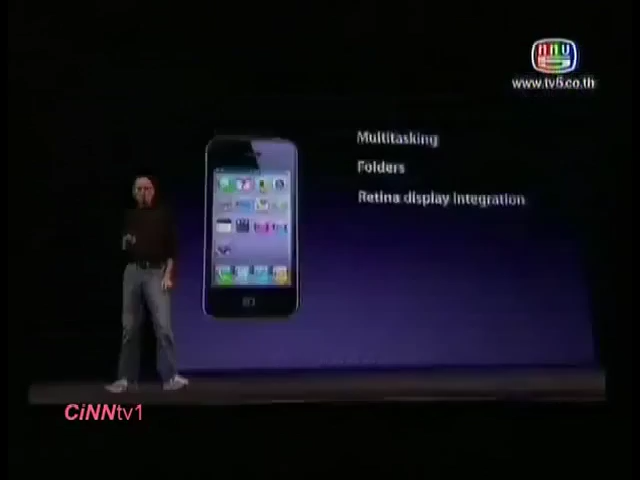 www.tv5.co.th
Multitasking
Folders
Retina display integration
CiNNtv1